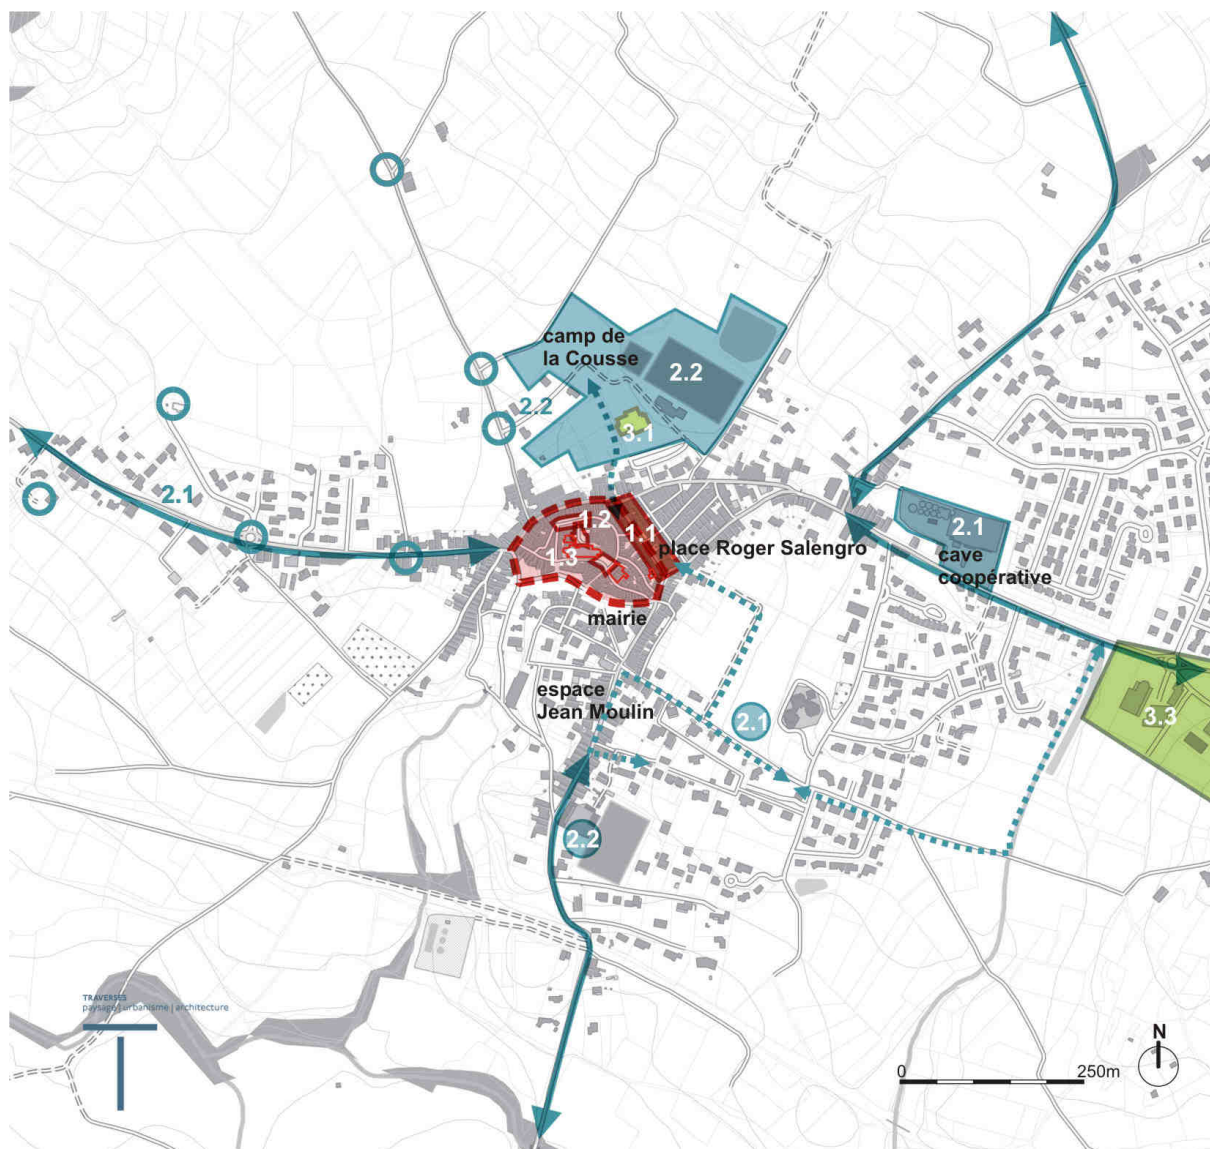 camp de
la Cousse
2.2
2.2
3.1
2.1
1.2
1.1
1.3
place Roger Salengro
2.1
cave
coopérative
mairie
espace
Jean Moulin
2.1
3.3
2.2
TRAVERSES
paysage | urbanisme | architecture
N
0
250m